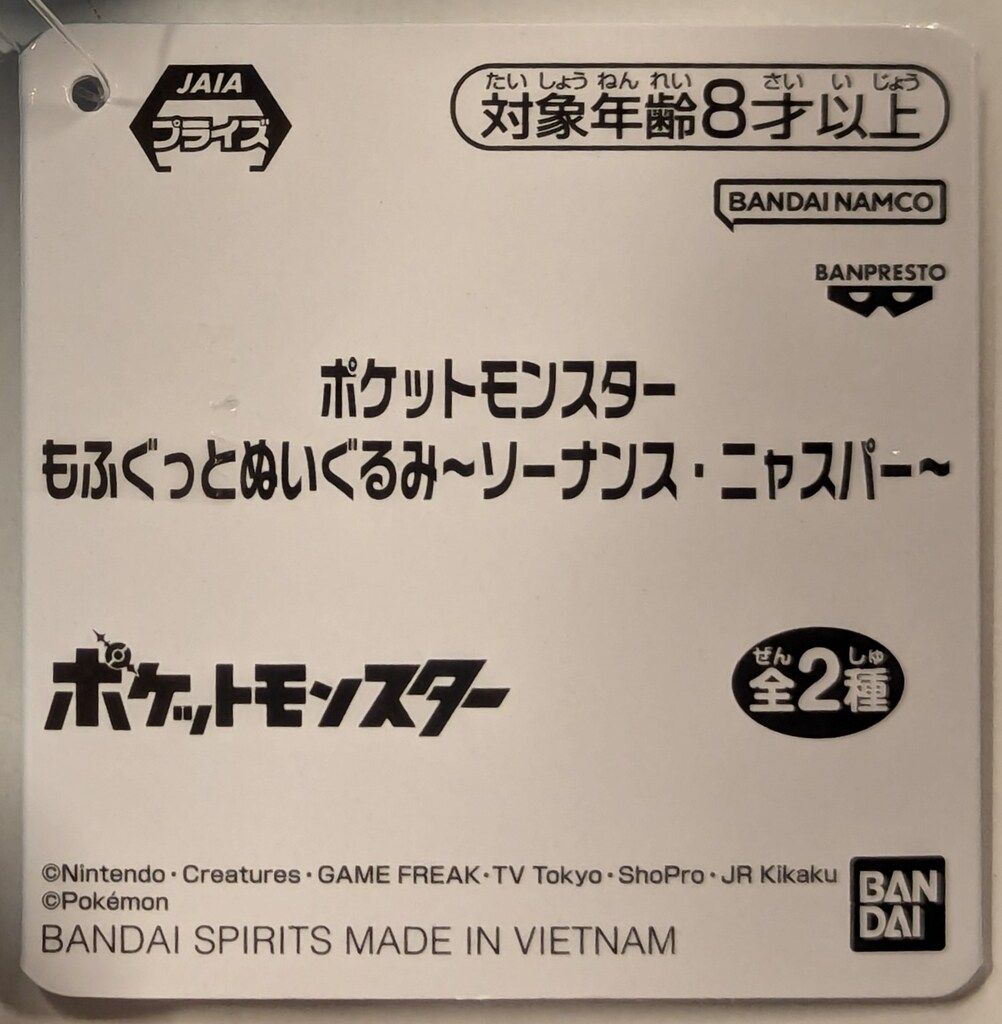 JAIA
プライズ
たいしょうねんれい さいいじょう
対象年齢8才以上
BANDAI NAMCO
BANPRESTO
ポケットモンスター
もふぐっとぬいぐるみ~ソーナンス・ニャスパー~
ポケットモンスター
ぜん しゅ
全2種
©Nintendo・Creatures・GAME FREAK・TV Tokyo・ShoPro・JR Kikaku
©Pokémon
BANDAI SPIRITS MADE IN VIETNAM
BAN
DAI